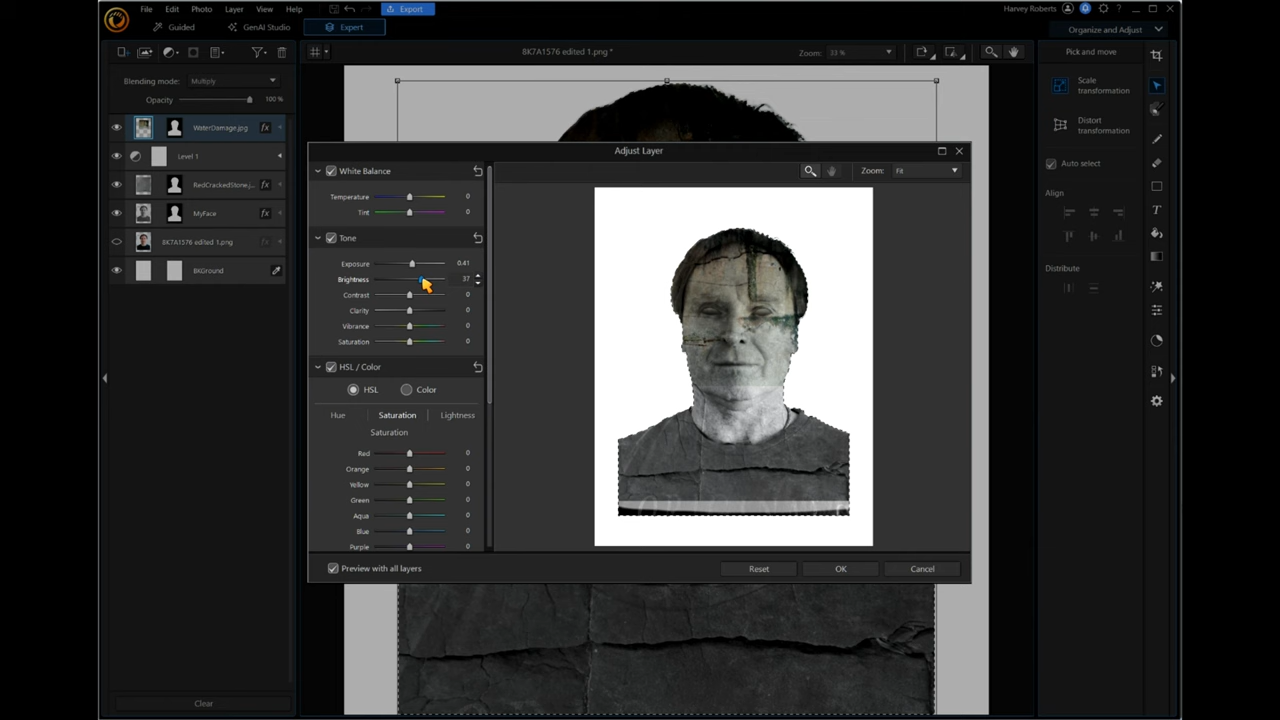 File Edit Photo Layer View Help Export Harvey Roberts
Guided GenAI Studio Expert Organize and Adjust
8K7A1576 edited 1.png * Zoom: 33 %
Pick and move
Blending mode: Multiply
Opacity 100 %
Scale transformation
Distort transformation
Auto select
Align
Distribute
WaterDamage.jpg fx
Level 1
RedCrackedStone.j... fx
MyFace fx
8K7A1576 edited 1.png fx
BKGround
Clear
Adjust Layer
Zoom: Fit
White Balance
Temperature 0
Tint 0
Tone
Exposure 0.41
Brightness 37
Contrast 0
Clarity 0
Vibrance 0
Saturation 0
HSL / Color
HSL Color
Hue Saturation Lightness
Saturation
Red 0
Orange 0
Yellow 0
Green 0
Aqua 0
Blue 0
Purple 0
Preview with all layers Reset OK Cancel